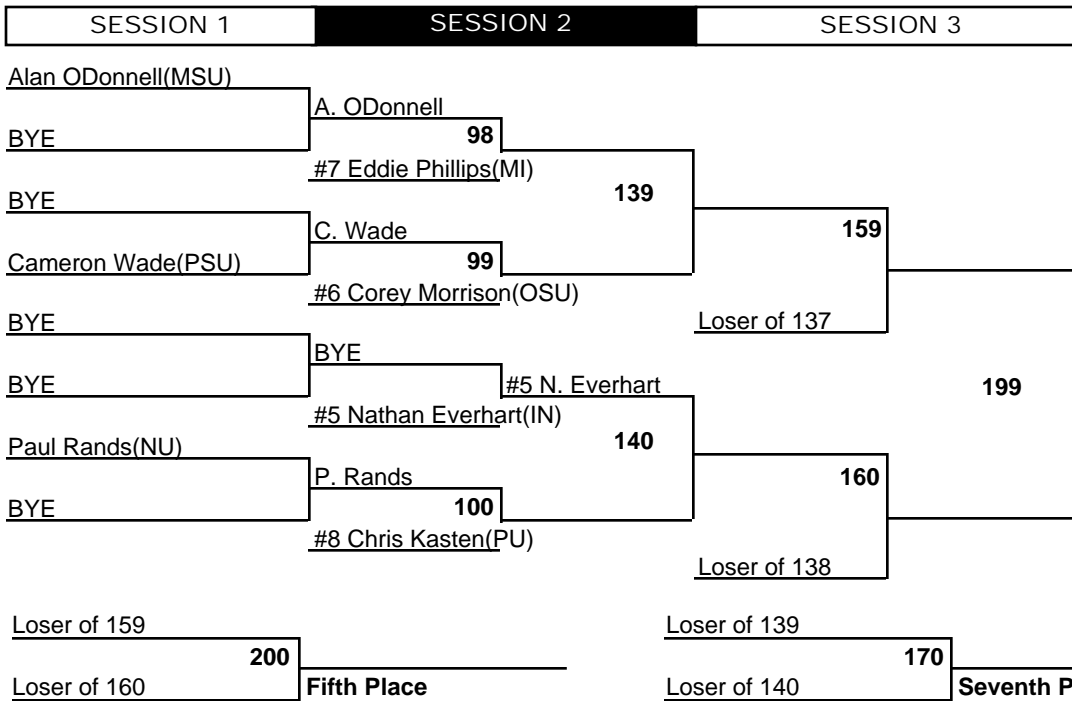 SESSION 1 SESSION 2 SESSION 3
Alan ODonnell(MSU)
A. ODonnell
BYE 98
#7 Eddie Phillips(MI)
139
BYE
C. Wade 159
Cameron Wade(PSU) 99
#6 Corey Morrison(OSU)
BYE Loser of 137
BYE
BYE #5 N. Everhart 199
#5 Nathan Everhart(IN)
Paul Rands(NU) 140
P. Rands 160
BYE 100
#8 Chris Kasten(PU)
Loser of 138
Loser of 159 Loser of 139
200 170
Loser of 160 Fifth Place Loser of 140 Seventh P